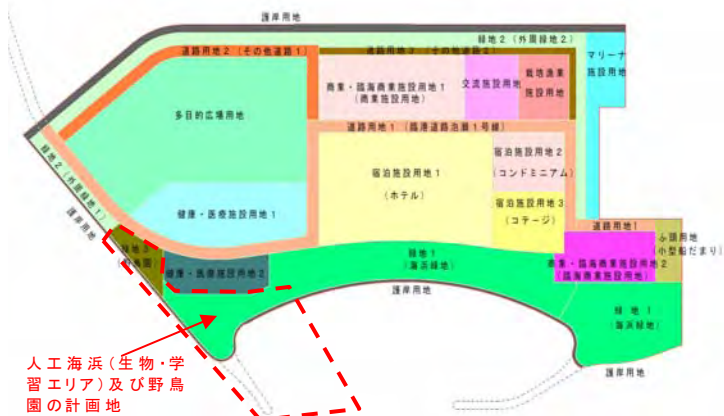 護岸用地
緑地2(外周緑地2)
道路用地2(その他道路1)
道路用地3(その他道路2)
マリーナ
施設用地
商業・臨海商業施設用地1
(商業施設用地)
交流施設用地
栽培漁業
施設用地
多目的広場用地
道路用地1(臨港道路泡瀬1号線)
宿泊施設用地1
(ホテル)
宿泊施設用地2
(コンドミニアム)
宿泊施設用地3
(コテージ)
緑地2(外周緑地1)
護岸用地
健康・医療施設用地1
道路用地1
ふ頭用地
(小型船だまり)
緑地3
(野鳥園)
健康・医療施設用地2
緑地1
(海浜緑地)
商業・臨海商業施設用地2
(臨海商業施設用地)
護岸用地
緑地1
(海浜緑地)
護岸用地
人工海浜(生物・学
習エリア)及び野鳥
園の計画地